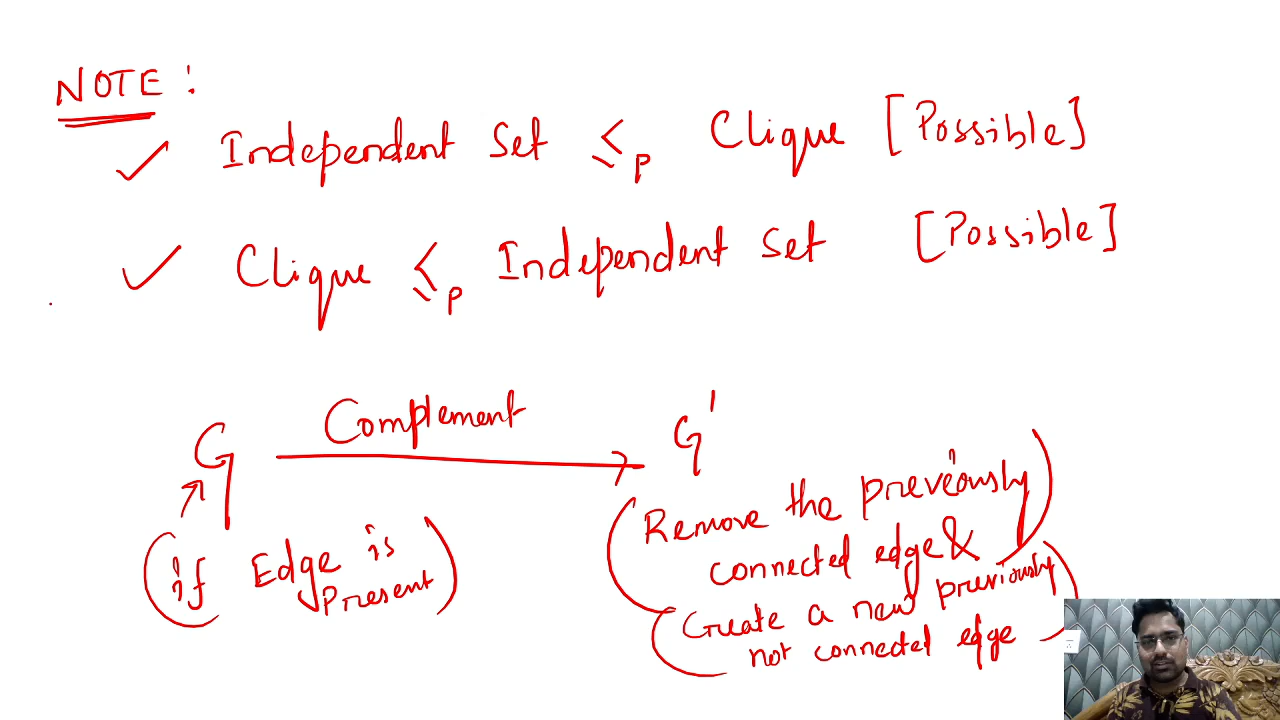 NOTE :
✓ Independent Set ≤p Clique [Possible]
✓ Clique ≤p Independent Set [Possible]
Complement
G → G'
(if Edge is
Present)
(Remove the previously
connected edge &)
(Create a new previously
not connected edge)